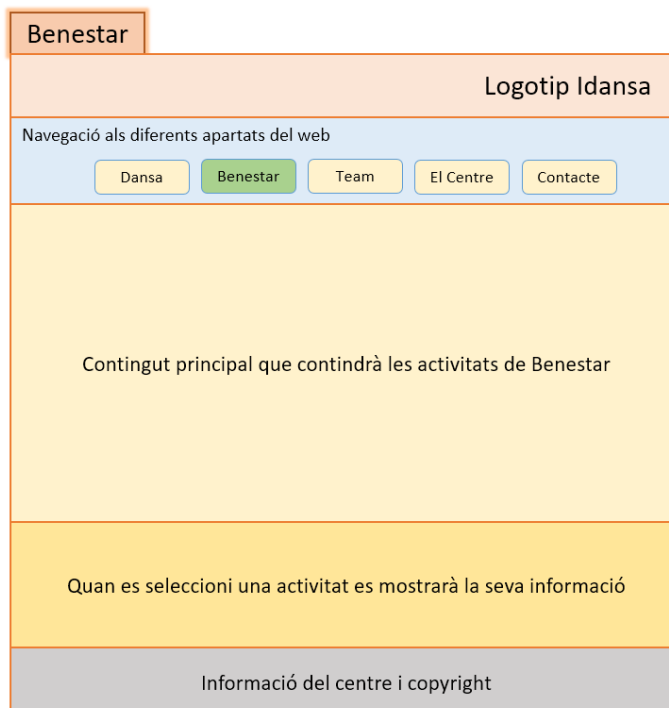 Benestar
Logotip Idansa
Navegació als diferents apartats del web
Dansa Benestar Team El Centre Contacte
Contingut principal que contindrà les activitats de Benestar
Quan es seleccioni una activitat es mostrarà la seva informació
Informació del centre i copyright